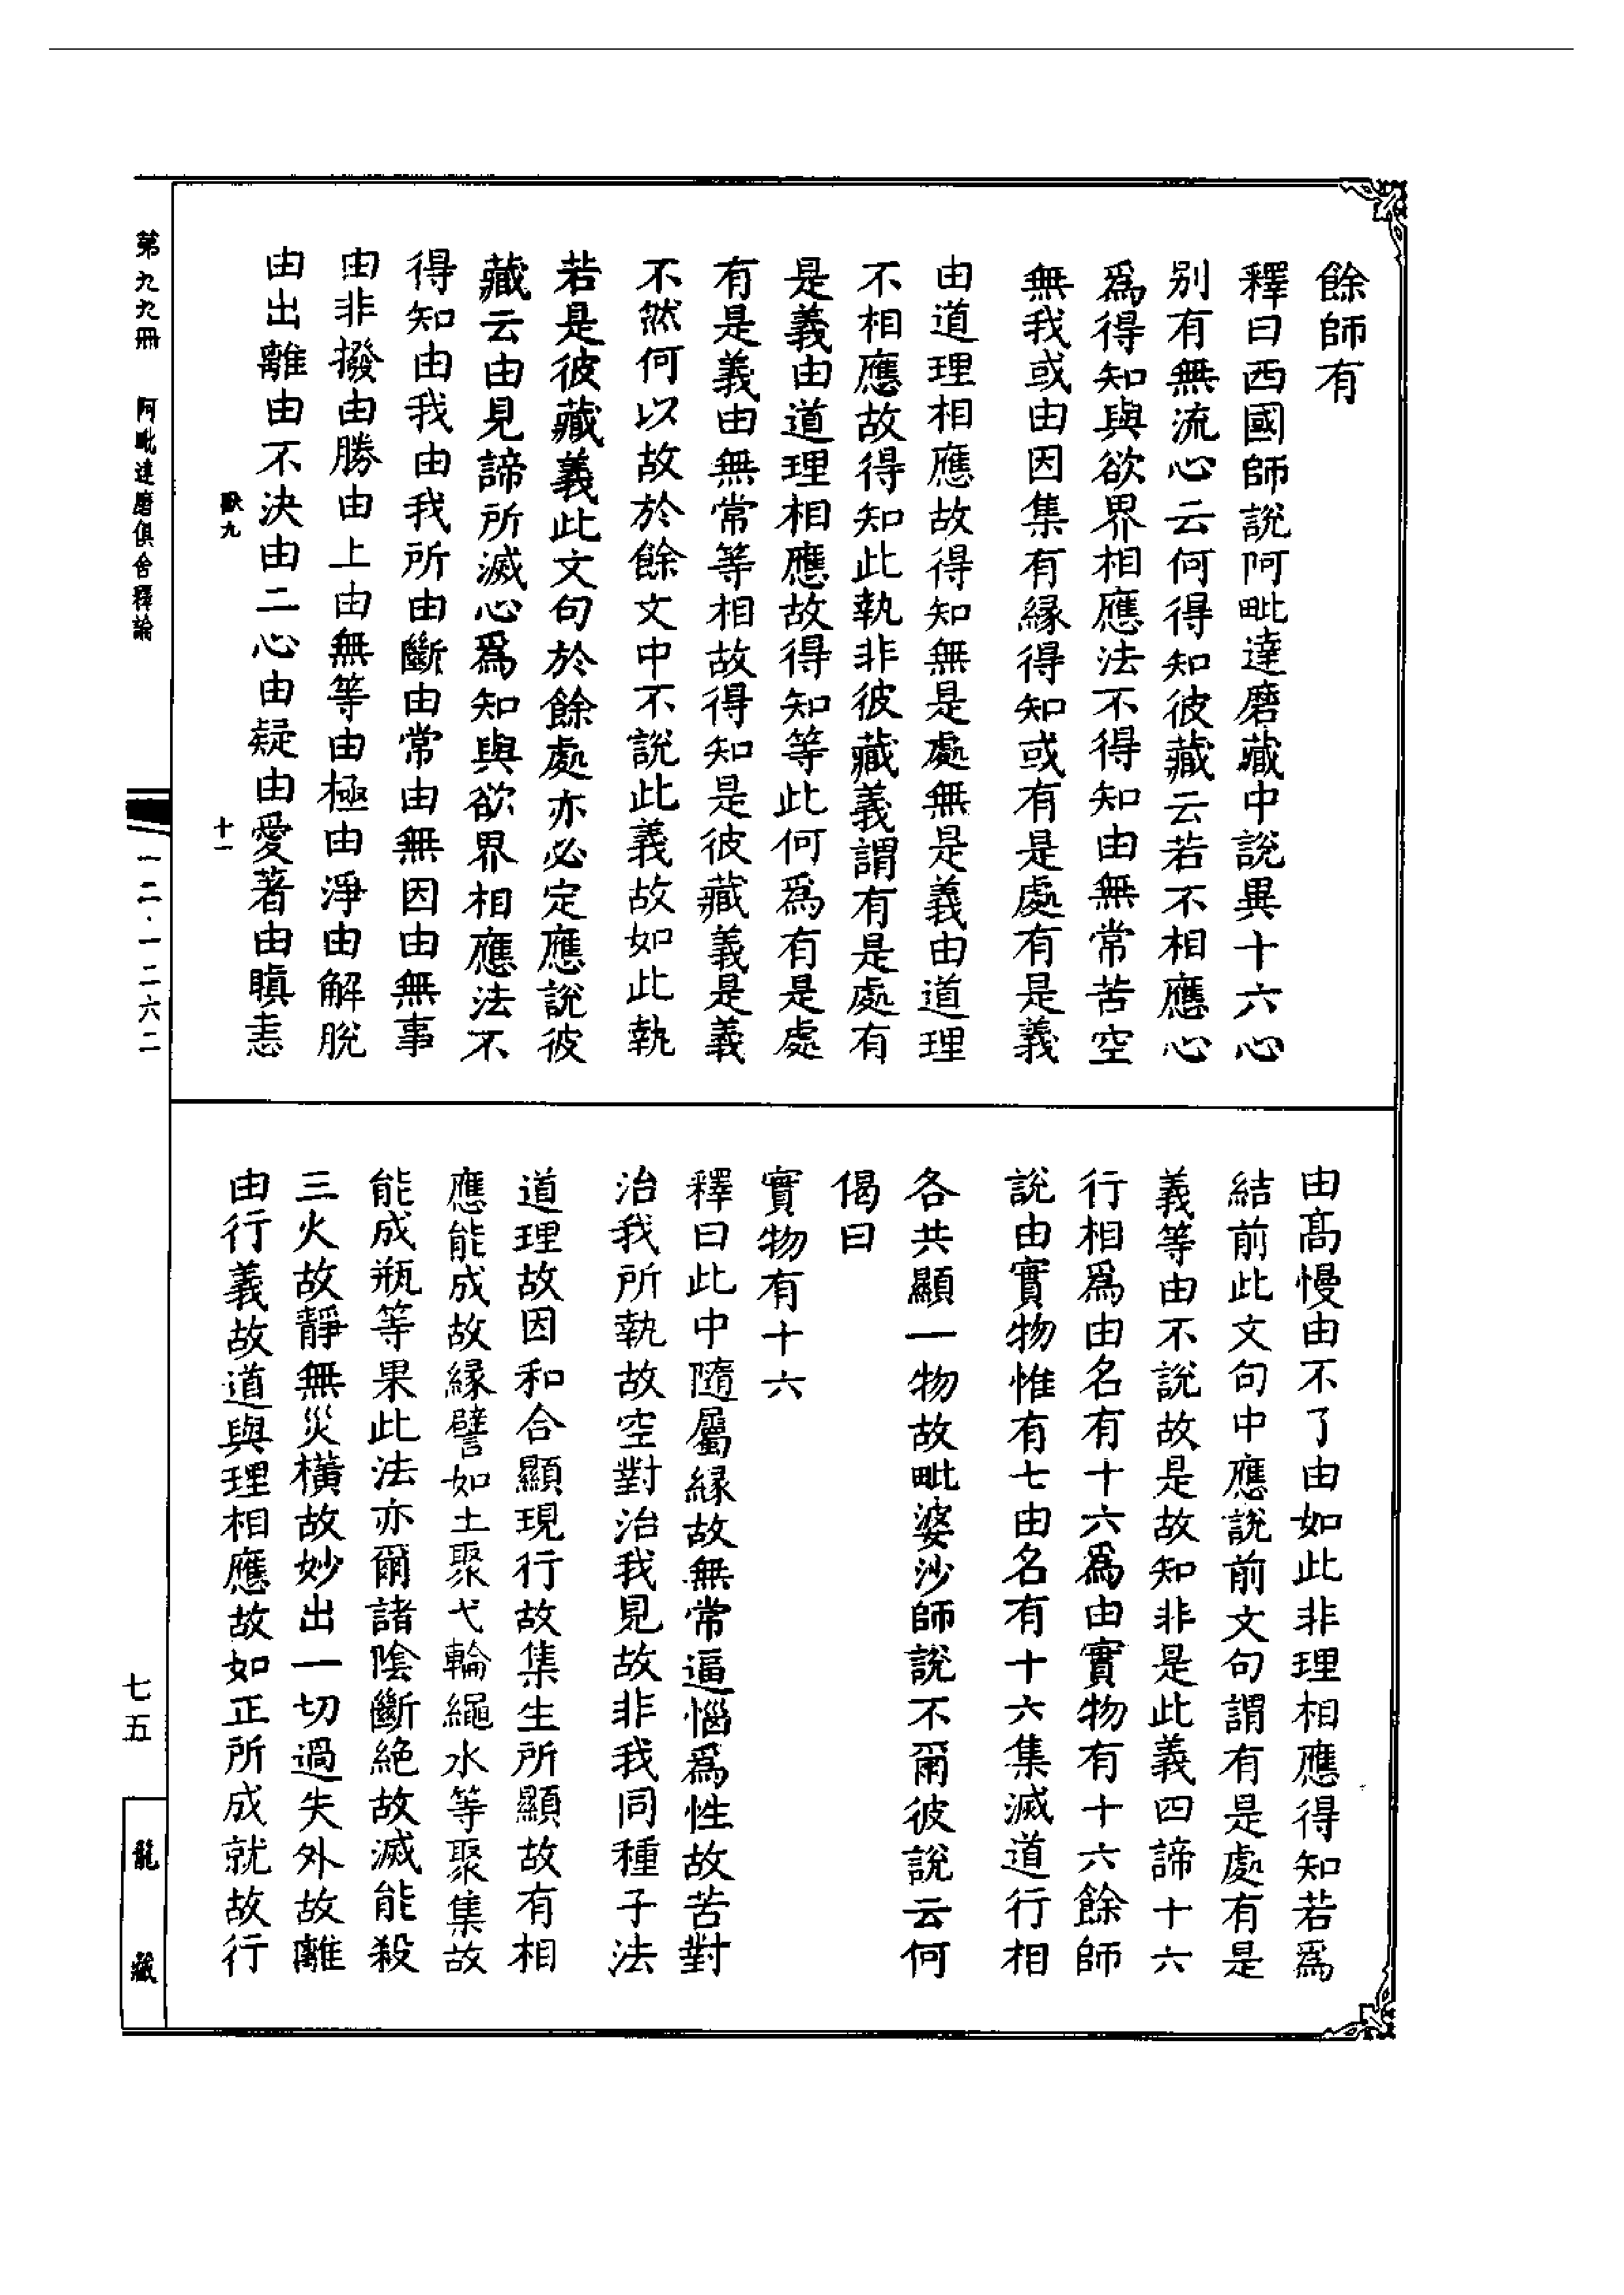 餘師有
釋曰西國師說阿毗達磨藏中說異十六心
别有無流心云何得知彼藏云若不相應心
爲得知與欲界相應法不得知由無常苦空
無我或由因集有緣得知或有是處有是義
由道理相應故得知無是處無是義由道理
不相應故得知此執非彼藏義謂有是處有
是義由道理相應故得知等此何爲有是處
有是義由無常等相故得知是彼藏義是義
不然何以故於餘文中不說此義故如此執
若是彼藏義此文句於餘處亦必定應說彼
藏云由見諦所滅心爲知與欲界相應法不
得知由我由我所由斷由常由無因由無事
由非撥由勝由上由無等由極由淨由解脫
由出離由不決由二心由疑由愛著由瞋恚
由高慢由不了由如此非理相應得知若爲
結前此文句中應說前文句謂有是處有是
義等由不說故是故知非是此義四諦十六
行相爲由名有十六爲由實物有十六餘師
說由實物惟有七由名有十六集滅道行相
各共顯一物故毗婆沙師說不爾彼說云何
偈曰
實物有十六
釋曰此中隨屬緣故無常逼惱爲性故苦對
治我所執故空對治我見故非我同種子法
道理故因和合顯現行故集生所顯故有相
應能成故緣譬如土聚弋輪繩水等聚集故
能成瓶等果此法亦爾諸陰斷絶故滅能殺
三火故靜無災橫故妙出一切過失外故離
由行義故道與理相應故如正所成就故行
第九九冊 阿毗達磨俱舍釋論
獸九
十一
一二·一二六二
七五
龍藏